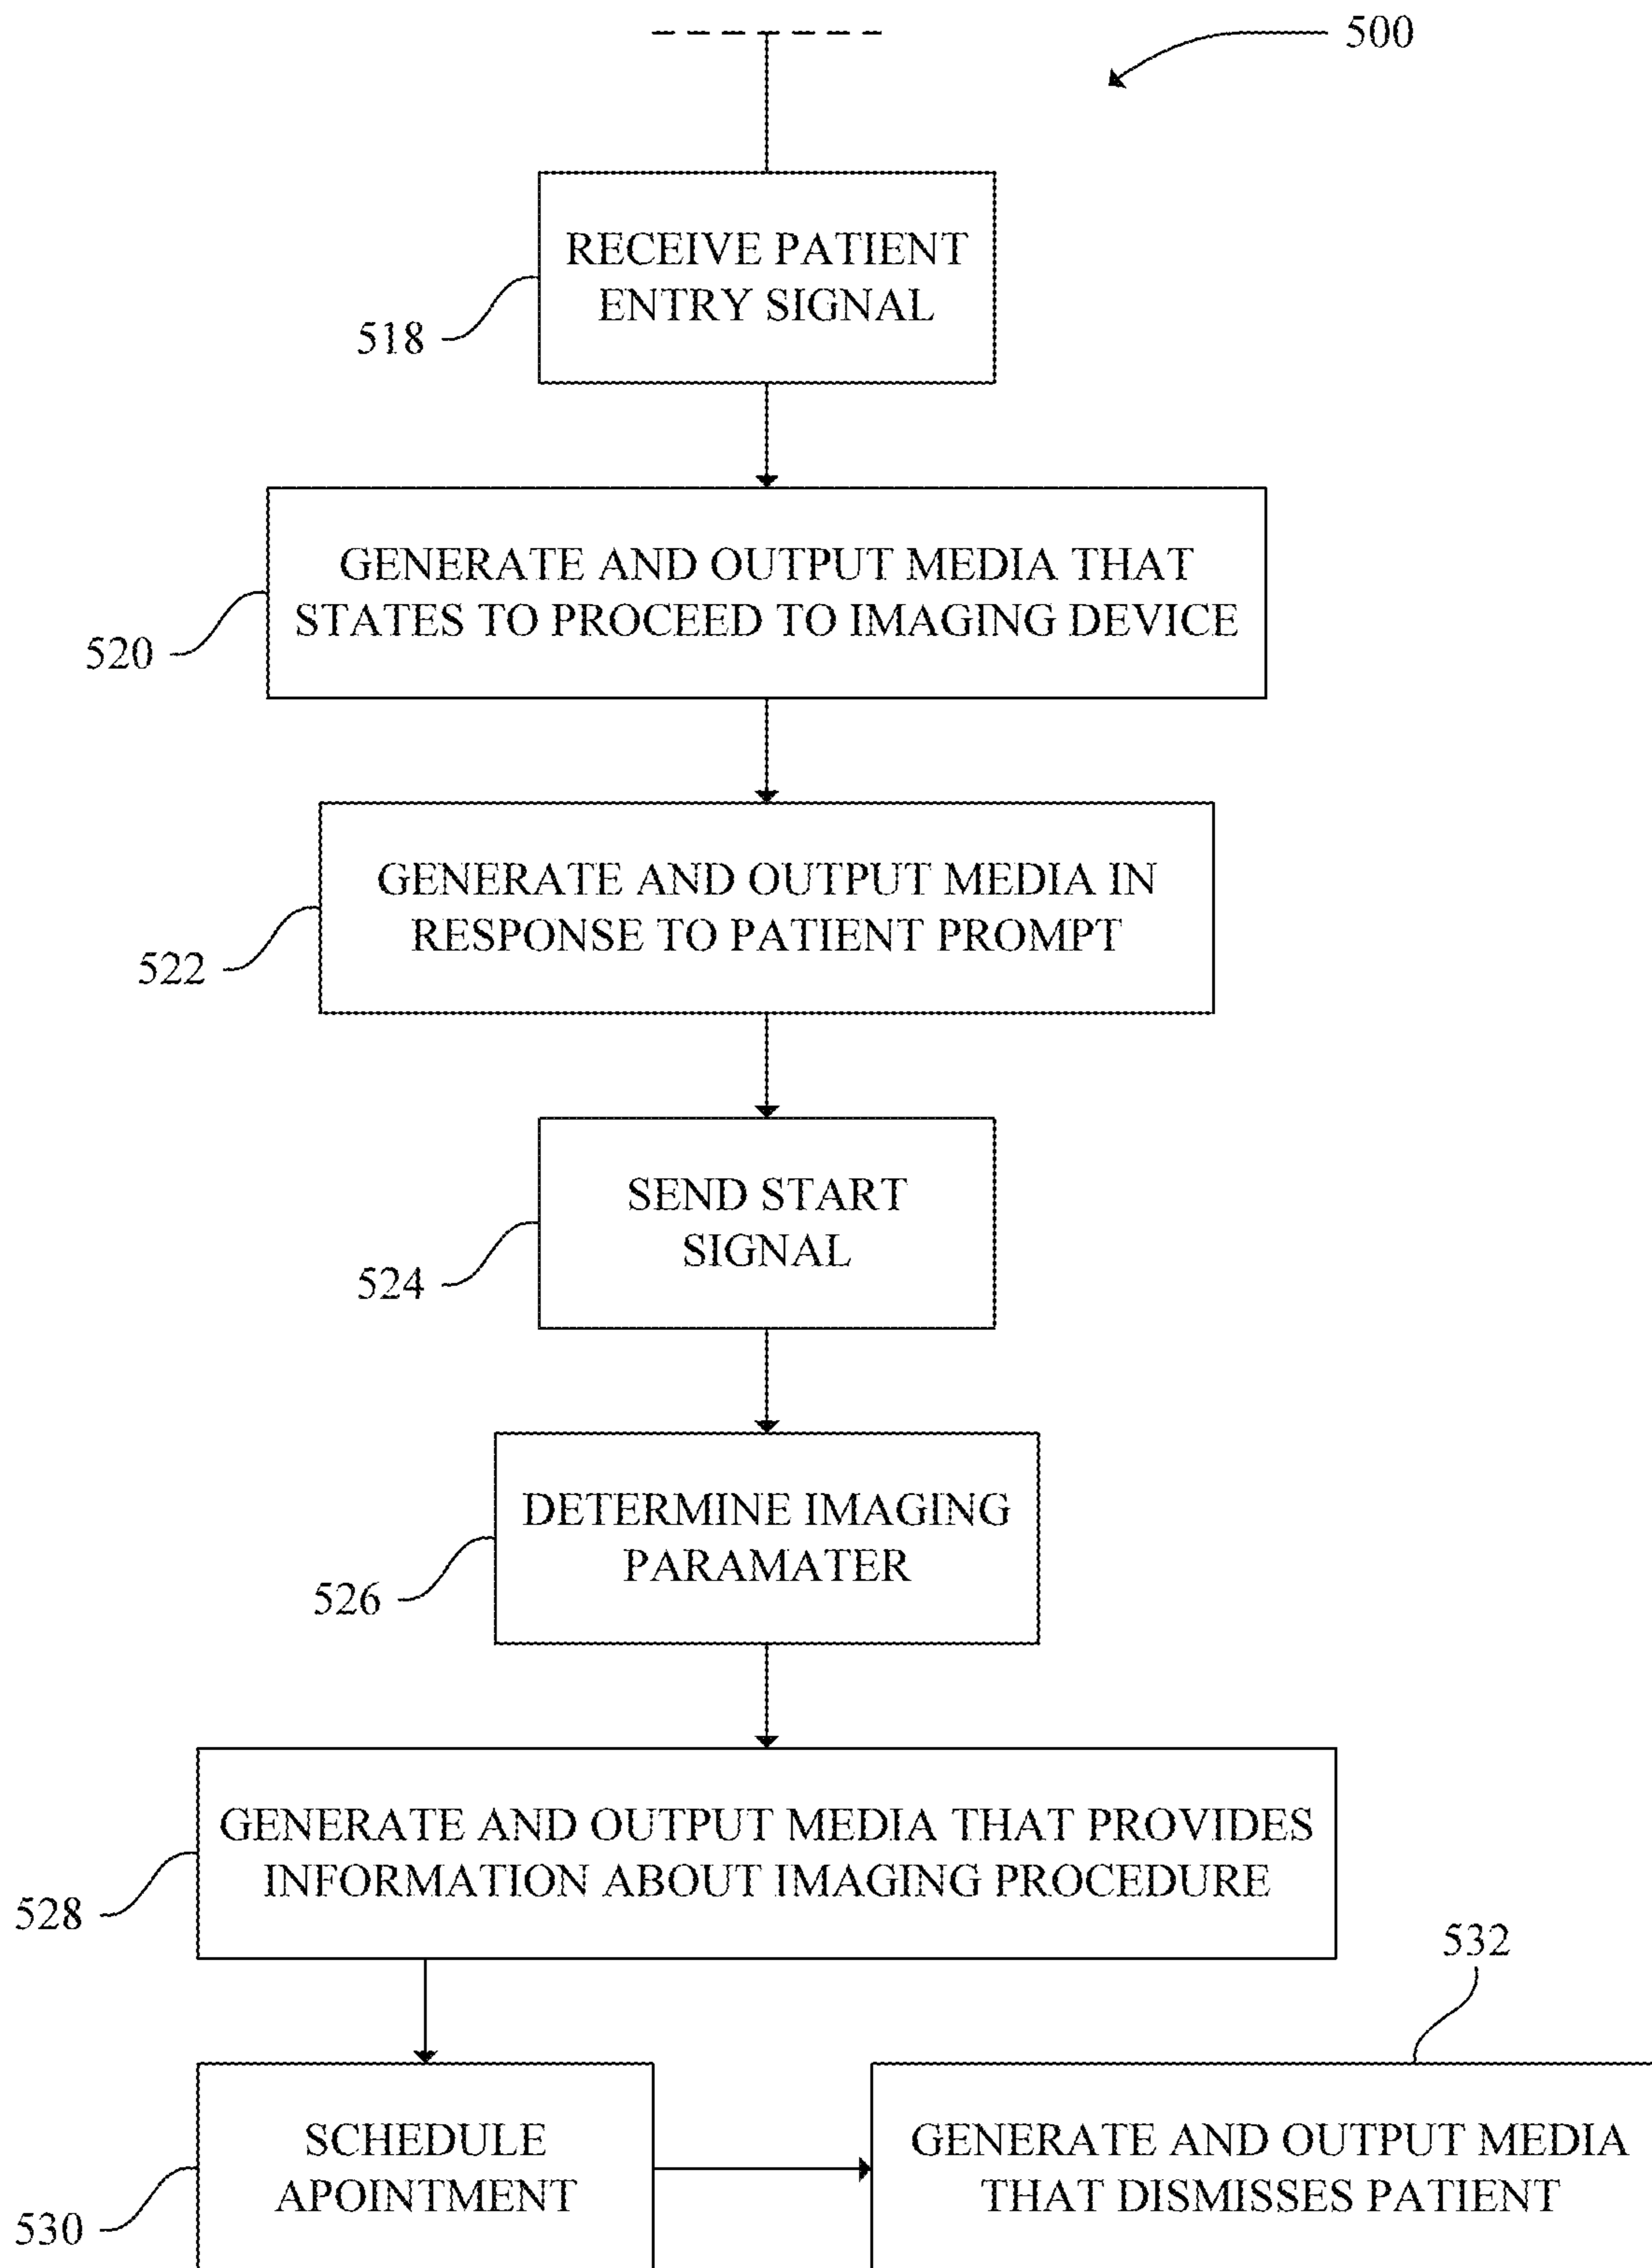 500
RECEIVE PATIENT
ENTRY SIGNAL
518
GENERATE AND OUTPUT MEDIA THAT
STATES TO PROCEED TO IMAGING DEVICE
520
GENERATE AND OUTPUT MEDIA IN
RESPONSE TO PATIENT PROMPT
522
SEND START
SIGNAL
524
DETERMINE IMAGING
PARAMATER
526
GENERATE AND OUTPUT MEDIA THAT PROVIDES
INFORMATION ABOUT IMAGING PROCEDURE
528
532
SCHEDULE
APOINTMENT
530
GENERATE AND OUTPUT MEDIA
THAT DISMISSES PATIENT